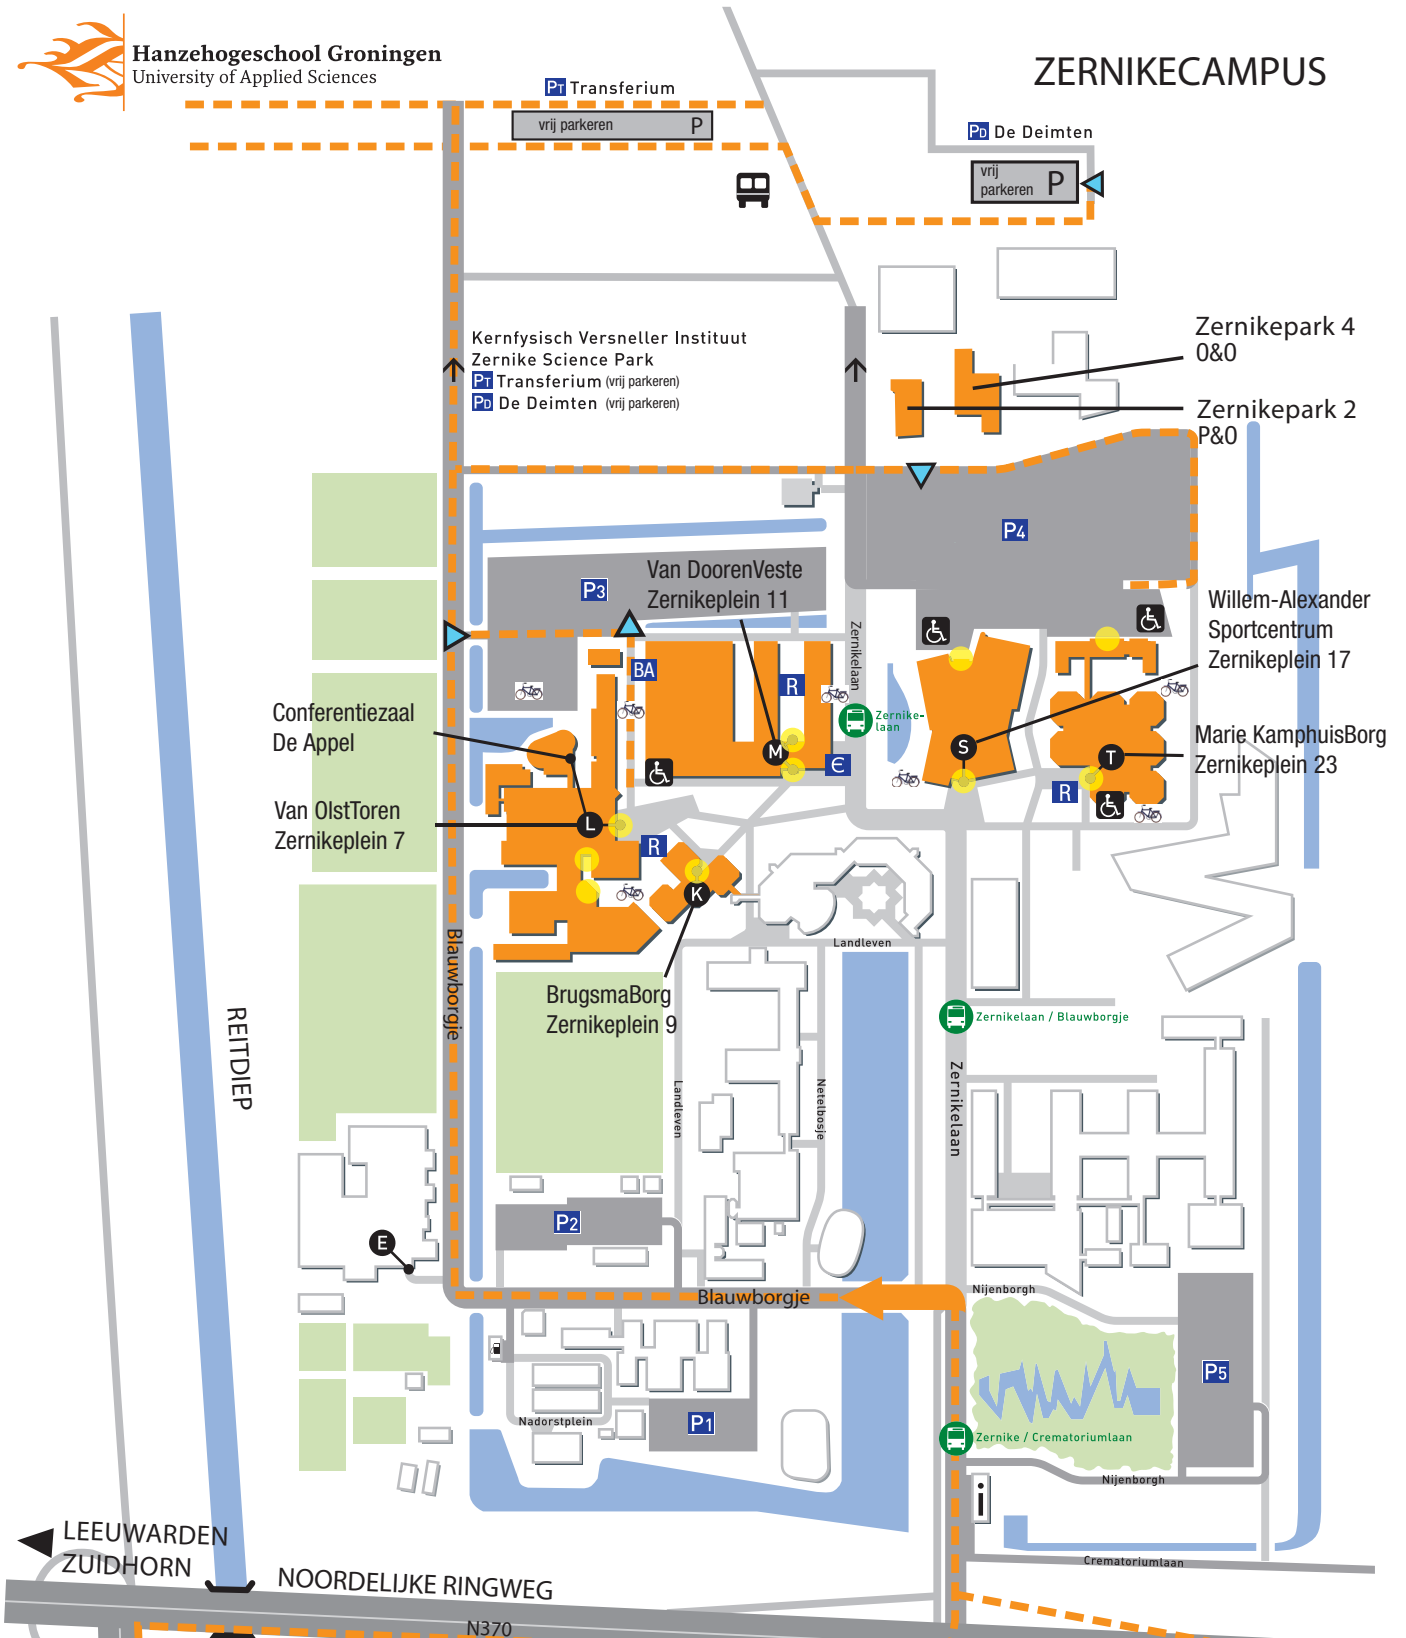 Hanzehogeschool Groningen
University of Applied Sciences
ZERNIKECAMPUS
PT Transferium
vrij parkeren P
PD De Deimten
vrij
parkeren P
Kernfysisch Versneller Instituut
Zernike Science Park
PT Transferium (vrij parkeren)
PD De Deimten (vrij parkeren)
Zernikepark 4
O&O
Zernikepark 2
P&O
P4
P3
Van DoorenVeste
Zernikeplein 11
Willem-Alexander
Sportcentrum
Zernikeplein 17
Zernikelaan
BA
R
Conferentiezaal
De Appel
Zernike-
laan
M
S
T
€
Marie KamphuisBorg
Zernikeplein 23
R
Van OlstToren
Zernikeplein 7
L
R
K
Landleven
Blauwborgje
BrugsmaBorg
Zernikeplein 9
Zernikelaan / Blauwborgje
REITDIEP
Landleven
Netelbosje
Zernikelaan
P2
E
Blauwborgje
Nijenborgh
P5
P1
Nadorstplein
Zernike / Crematoriumlaan
Nijenborgh
i
LEEUWARDEN
ZUIDHORN
NOORDELIJKE RINGWEG
Crematoriumlaan
N370